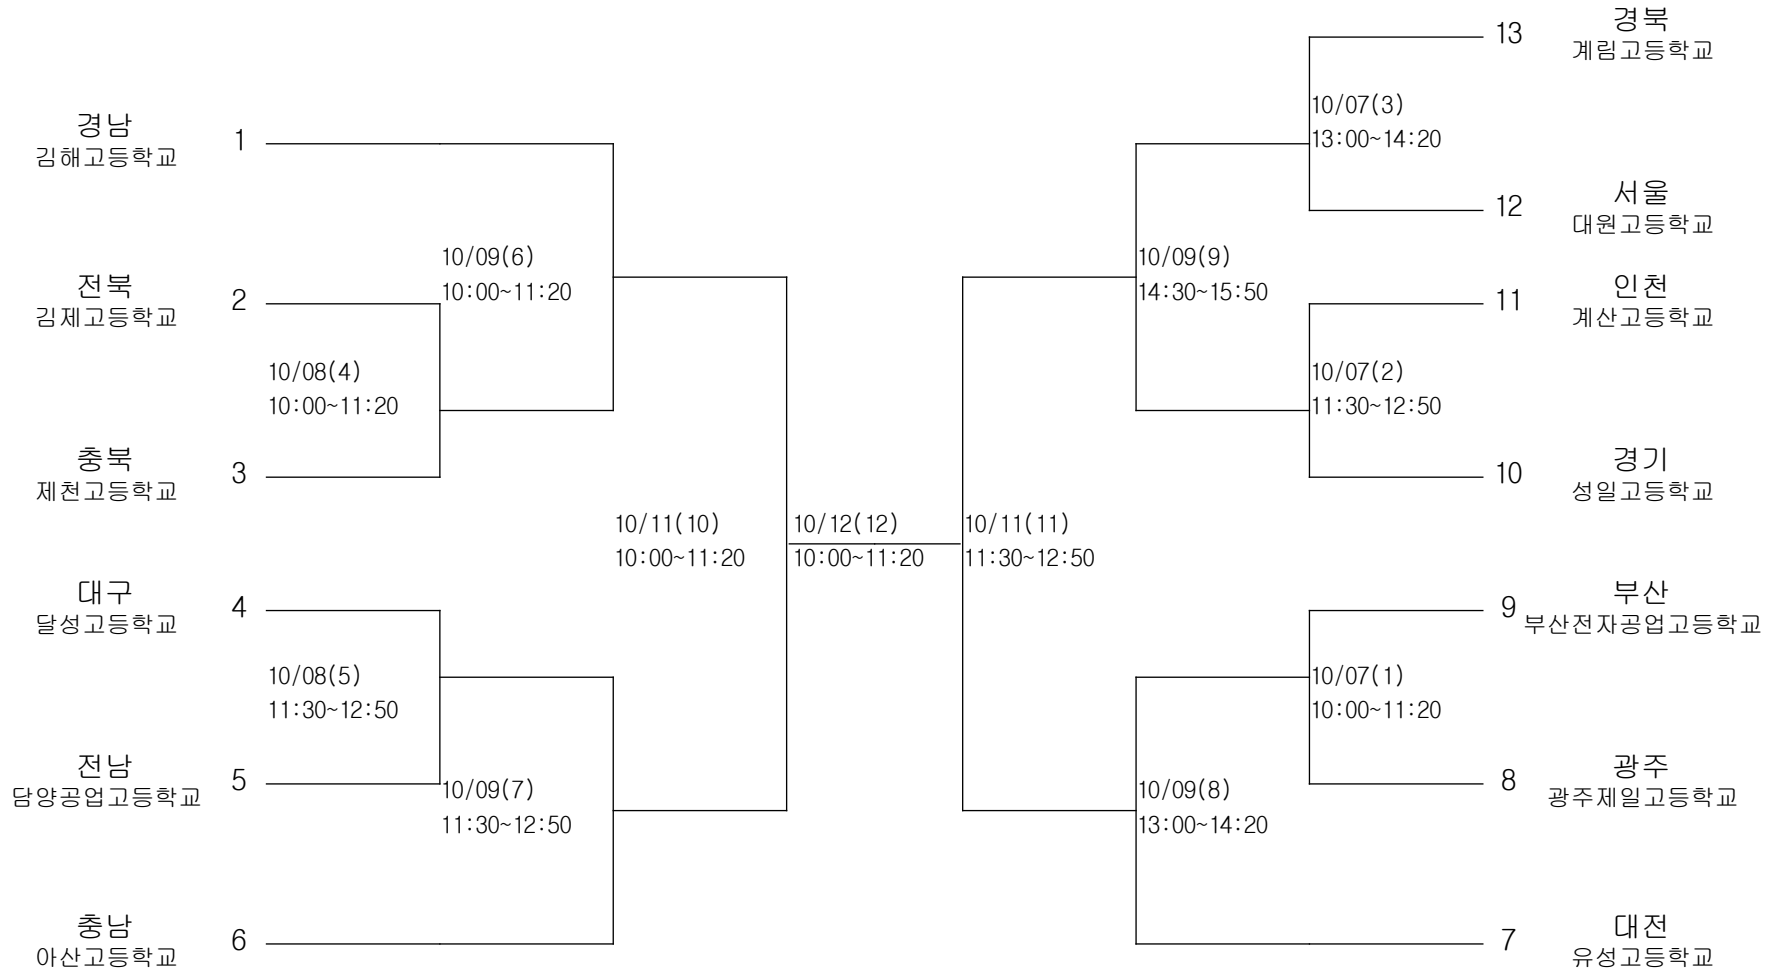 경남
김해고등학교
1
전북
김제고등학교
2
10/08(4)
10:00~11:20
충북
제천고등학교
3
10/09(6)
10:00~11:20
대구
달성고등학교
4
10/08(5)
11:30~12:50
전남
담양공업고등학교
5
10/09(7)
11:30~12:50
충남
아산고등학교
6
10/11(10)
10:00~11:20
10/12(12)
10:00~11:20
10/11(11)
11:30~12:50
13
경북
계림고등학교
10/07(3)
13:00~14:20
12
서울
대원고등학교
10/09(9)
14:30~15:50
11
인천
계산고등학교
10/07(2)
11:30~12:50
10
경기
성일고등학교
9
부산
부산전자공업고등학교
10/07(1)
10:00~11:20
8
광주
광주제일고등학교
10/09(8)
13:00~14:20
7
대전
유성고등학교